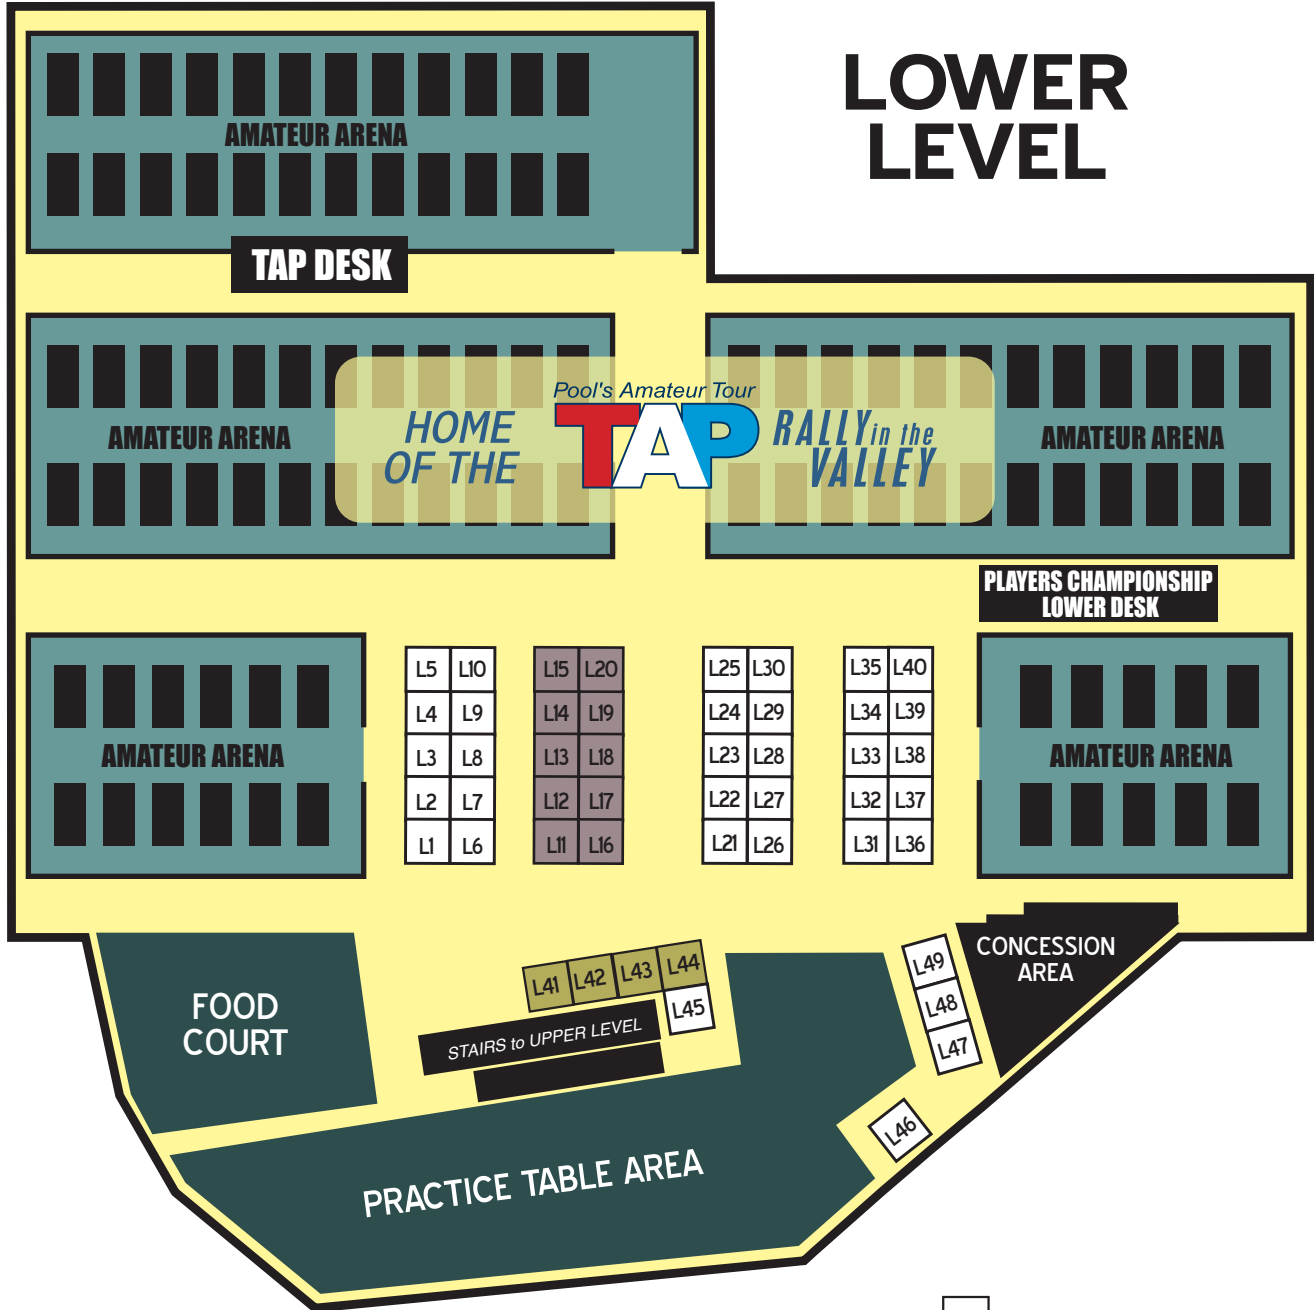 LOWER
LEVEL
AMATEUR ARENA
TAP DESK
Pool's Amateur Tour
HOME
OF THE
TAP
RALLY in the
VALLEY
AMATEUR ARENA
AMATEUR ARENA
PLAYERS CHAMPIONSHIP
LOWER DESK
AMATEUR ARENA
L5 L10 L15 L20 L25 L30 L35 L40
L4 L9 L14 L19 L24 L29 L34 L39
L3 L8 L13 L18 L23 L28 L33 L38
L2 L7 L12 L17 L22 L27 L32 L37
L1 L6 L11 L16 L21 L26 L31 L36
AMATEUR ARENA
FOOD
COURT
L41 L42 L43 L44
L45
STAIRS to UPPER LEVEL
L49
L48
L47
L46
CONCESSION
AREA
PRACTICE TABLE AREA